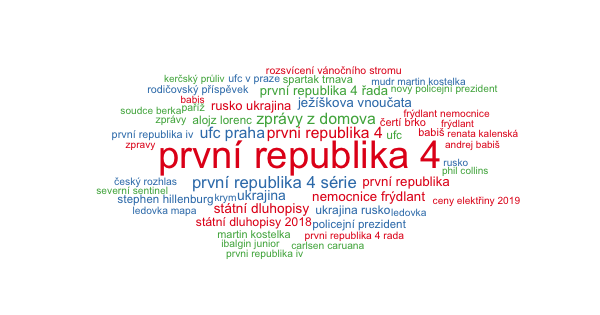 rozsvícení vánočního stromu
kerčský průliv ufc v praze spartak trnava mudr martin kostelka
rodičovský příspěvek první republika 4 řada nový policejní prezident
babis paříž rusko ukrajina ježíškova vnoučata
soudce berka frýdlant nemocnice
zprávy alojz lorenc zprávy z domova čertí brko frýdlant
první republika iv ufc praha prvni republika 4 ufc babiš renata kalenská
zpravy andrej babiš
první republika 4 rusko
phil collins
český rozhlas první republika 4 série první republika
severní sentinel
stephen hillenburg krym ukrajina nemocnice frýdlant ceny elektřiny 2019
ledovka mapa státní dluhopisy ukrajina rusko ledovka
státní dluhopisy 2018 policejní prezident
martin kostelka prvni republika 4 rada
ibalgin junior carlsen caruana
prvni republika iv